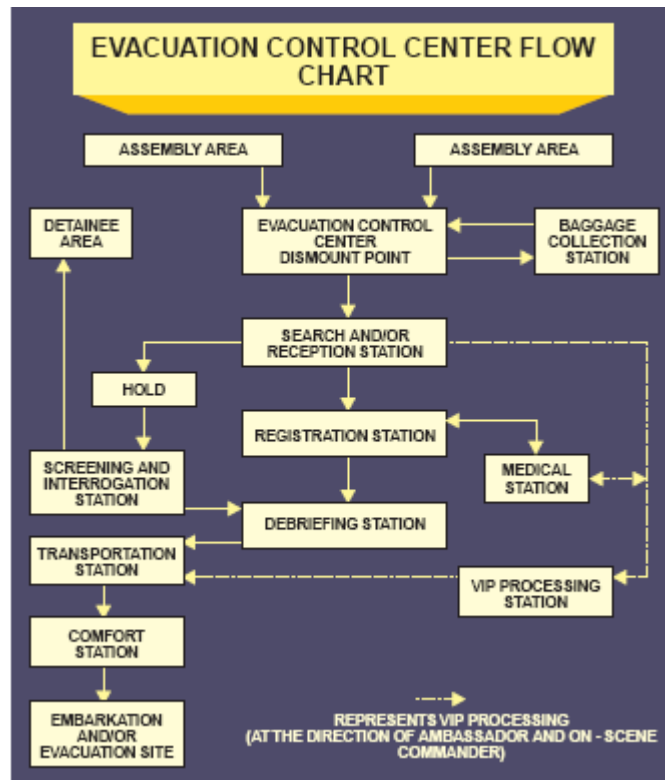 EVACUATION CONTROL CENTER FLOW
CHART
ASSEMBLY AREA
ASSEMBLY AREA
DETAINEE
AREA
EVACUATION CONTROL
CENTER
DISMOUNT POINT
BAGGAGE
COLLECTION
STATION
SEARCH AND/OR
RECEPTION STATION
HOLD
REGISTRATION STATION
SCREENING AND
INTERROGATION
STATION
MEDICAL
STATION
DEBRIEFING STATION
TRANSPORTATION
STATION
VIP PROCESSING
STATION
COMFORT
STATION
EMBARKATION
AND/OR
EVACUATION SITE
REPRESENTS VIP PROCESSING
(AT THE DIRECTION OF AMBASSADOR AND ON - SCENE
COMMANDER)